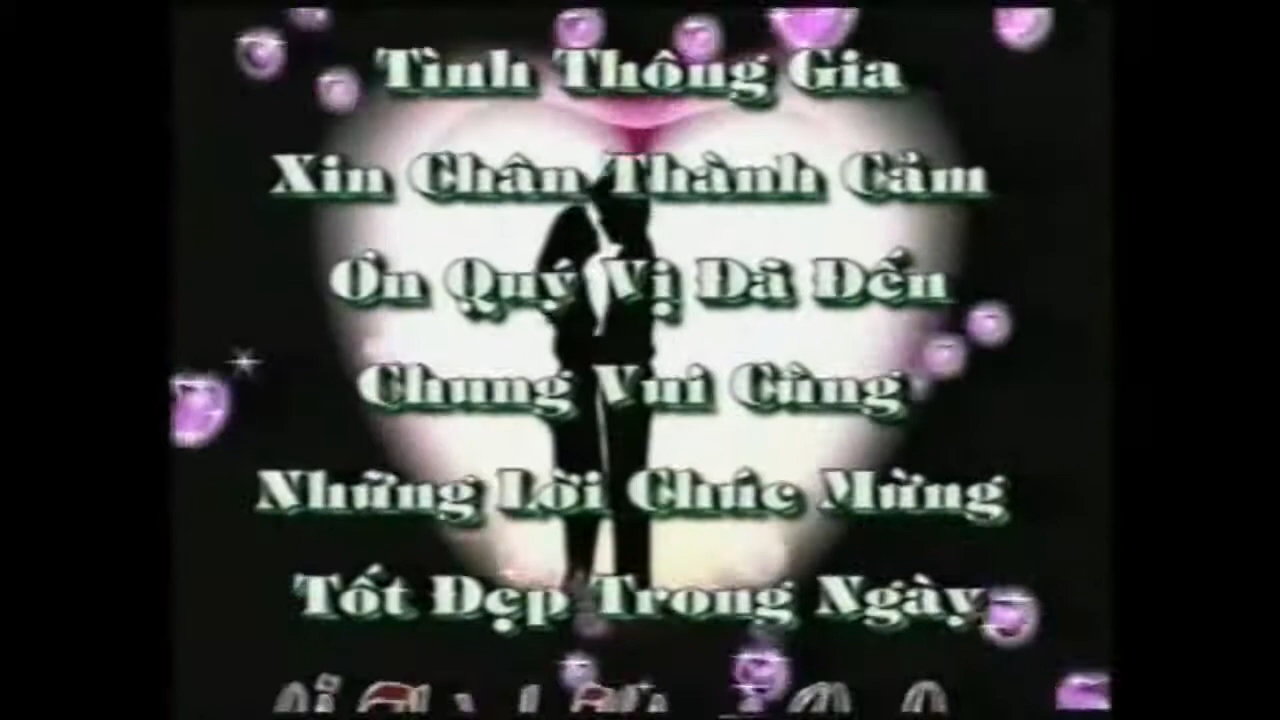 Tình Thông Gia
Xin Chân Thành Cảm
Ơn Quý Vị Đã Đến
Chung Vui Cùng
Những Lời Chúc Mừng
Tốt Đẹp Trong Ngày